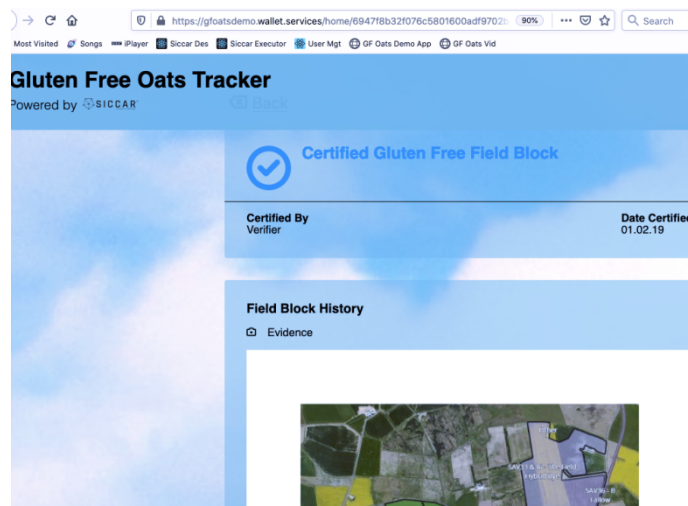 https://gfoatsdemo.wallet.services/home/6947f8b32f076c5801600adf9702b 90% Search
Most Visited Songs iPlayer Siccar Des Siccar Executor User Mgt GF Oats Demo App GF Oats Vid
Gluten Free Oats Tracker
Powered by SICCAR
Back
Certified Gluten Free Field Block
Certified By
Date Certified
Verifier
01.02.19
Field Block History
Evidence